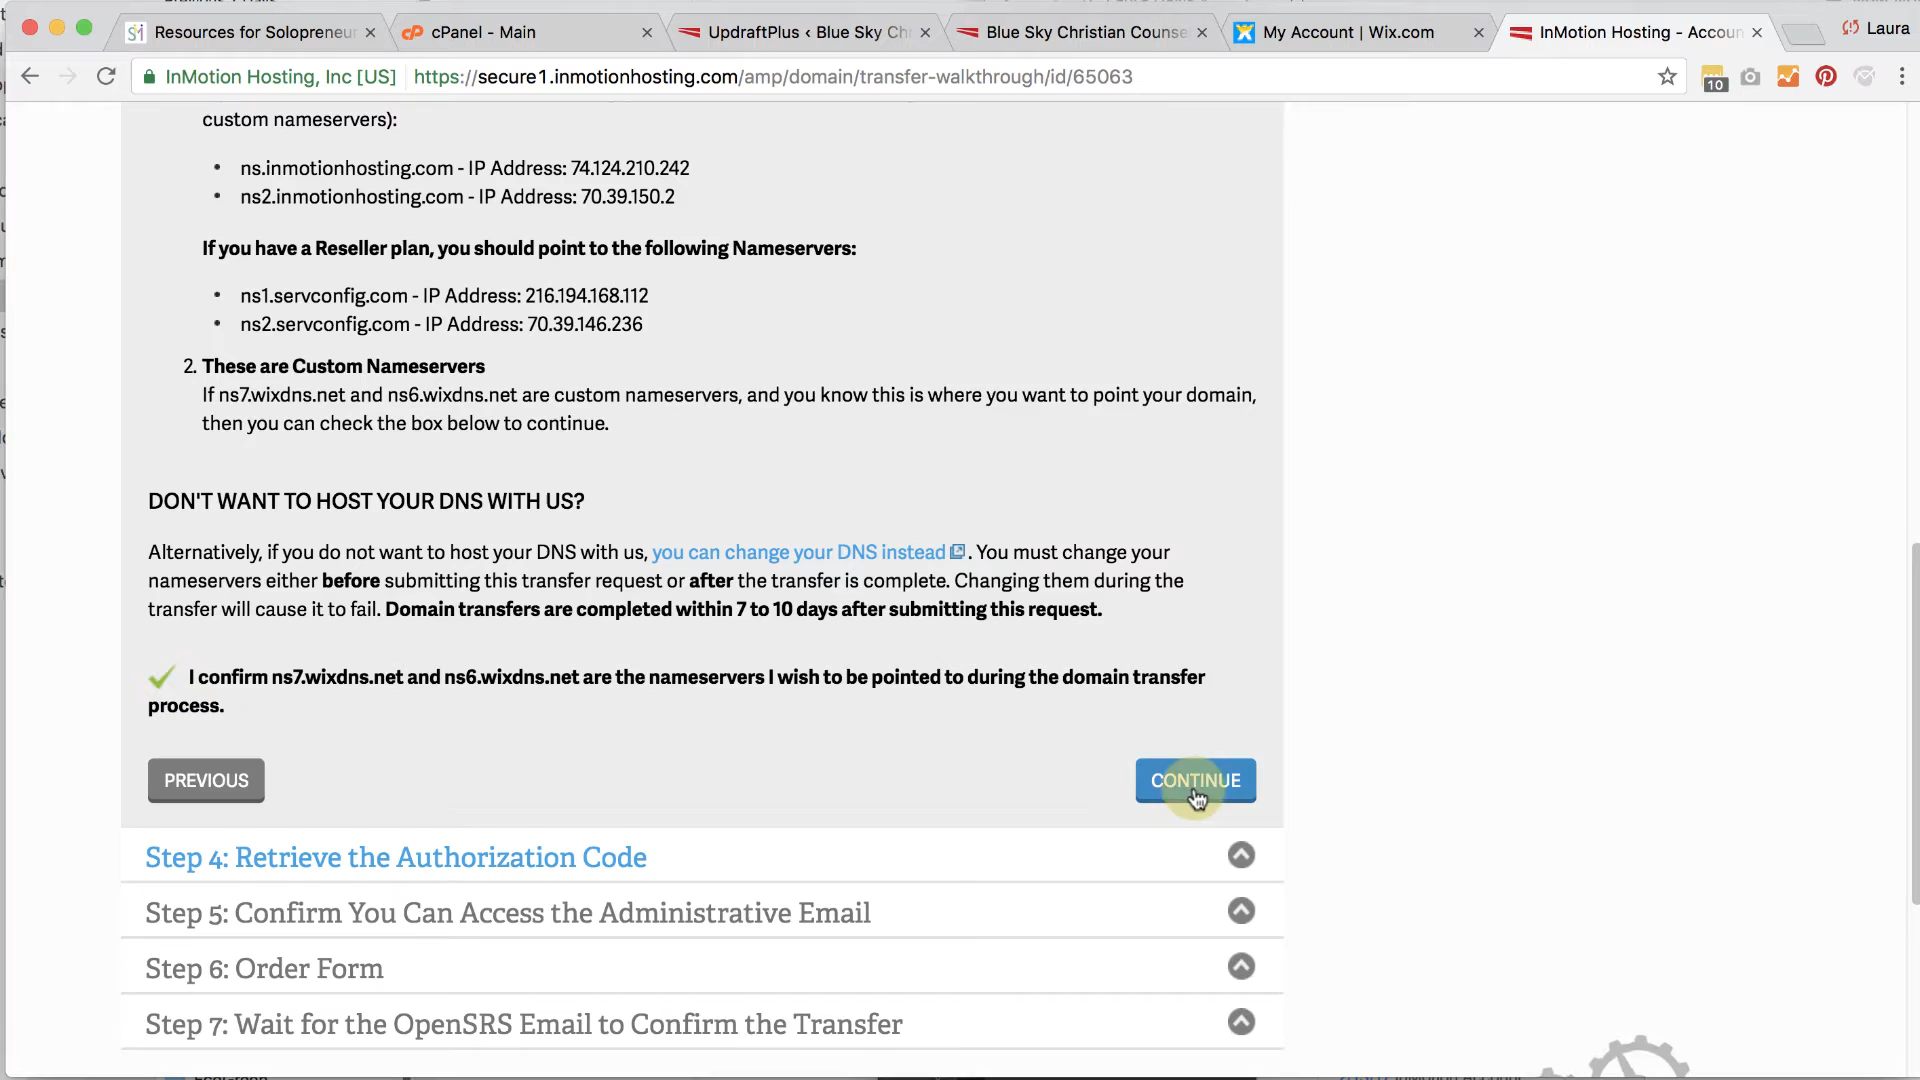 Resources for Solopreneur
cPanel - Main
UpdraftPlus ‹ Blue Sky Ch
Blue Sky Christian Counse
My Account | Wix.com
InMotion Hosting - Accoun
Laura
InMotion Hosting, Inc [US]
https://secure1.inmotionhosting.com/amp/domain/transfer-walkthrough/id/65063
10
custom nameservers):
• ns.inmotionhosting.com - IP Address: 74.124.210.242
• ns2.inmotionhosting.com - IP Address: 70.39.150.2
If you have a Reseller plan, you should point to the following Nameservers:
• ns1.servconfig.com - IP Address: 216.194.168.112
• ns2.servconfig.com - IP Address: 70.39.146.236
2. These are Custom Nameservers
If ns7.wixdns.net and ns6.wixdns.net are custom nameservers, and you know this is where you want to point your domain,
then you can check the box below to continue.
DON'T WANT TO HOST YOUR DNS WITH US?
Alternatively, if you do not want to host your DNS with us, you can change your DNS instead . You must change your
nameservers either before submitting this transfer request or after the transfer is complete. Changing them during the
transfer will cause it to fail. Domain transfers are completed within 7 to 10 days after submitting this request.
I confirm ns7.wixdns.net and ns6.wixdns.net are the nameservers I wish to be pointed to during the domain transfer
process.
PREVIOUS
CONTINUE
Step 4: Retrieve the Authorization Code
Step 5: Confirm You Can Access the Administrative Email
Step 6: Order Form
Step 7: Wait for the OpenSRS Email to Confirm the Transfer